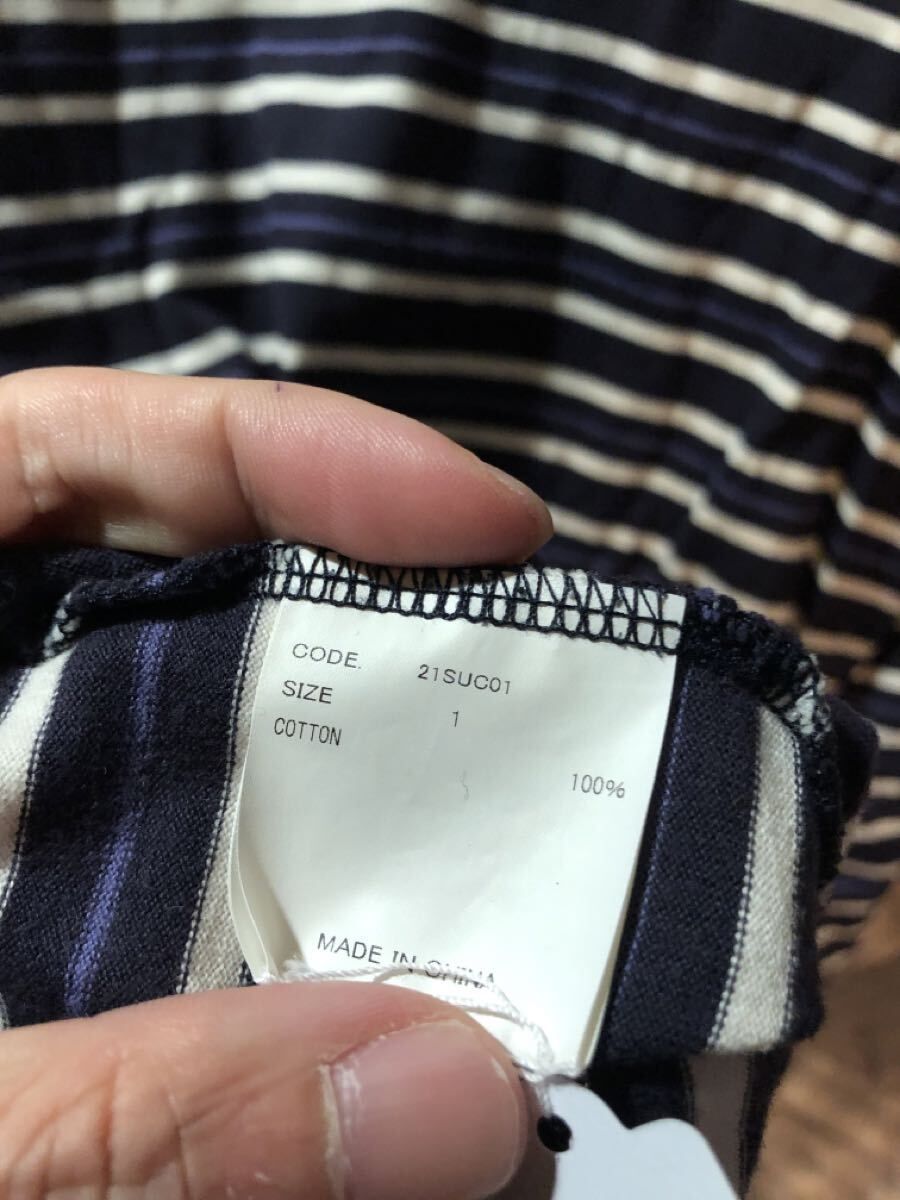 CODE. 21SUC01
SIZE 1
COTTON
100%
MADE IN CHINA